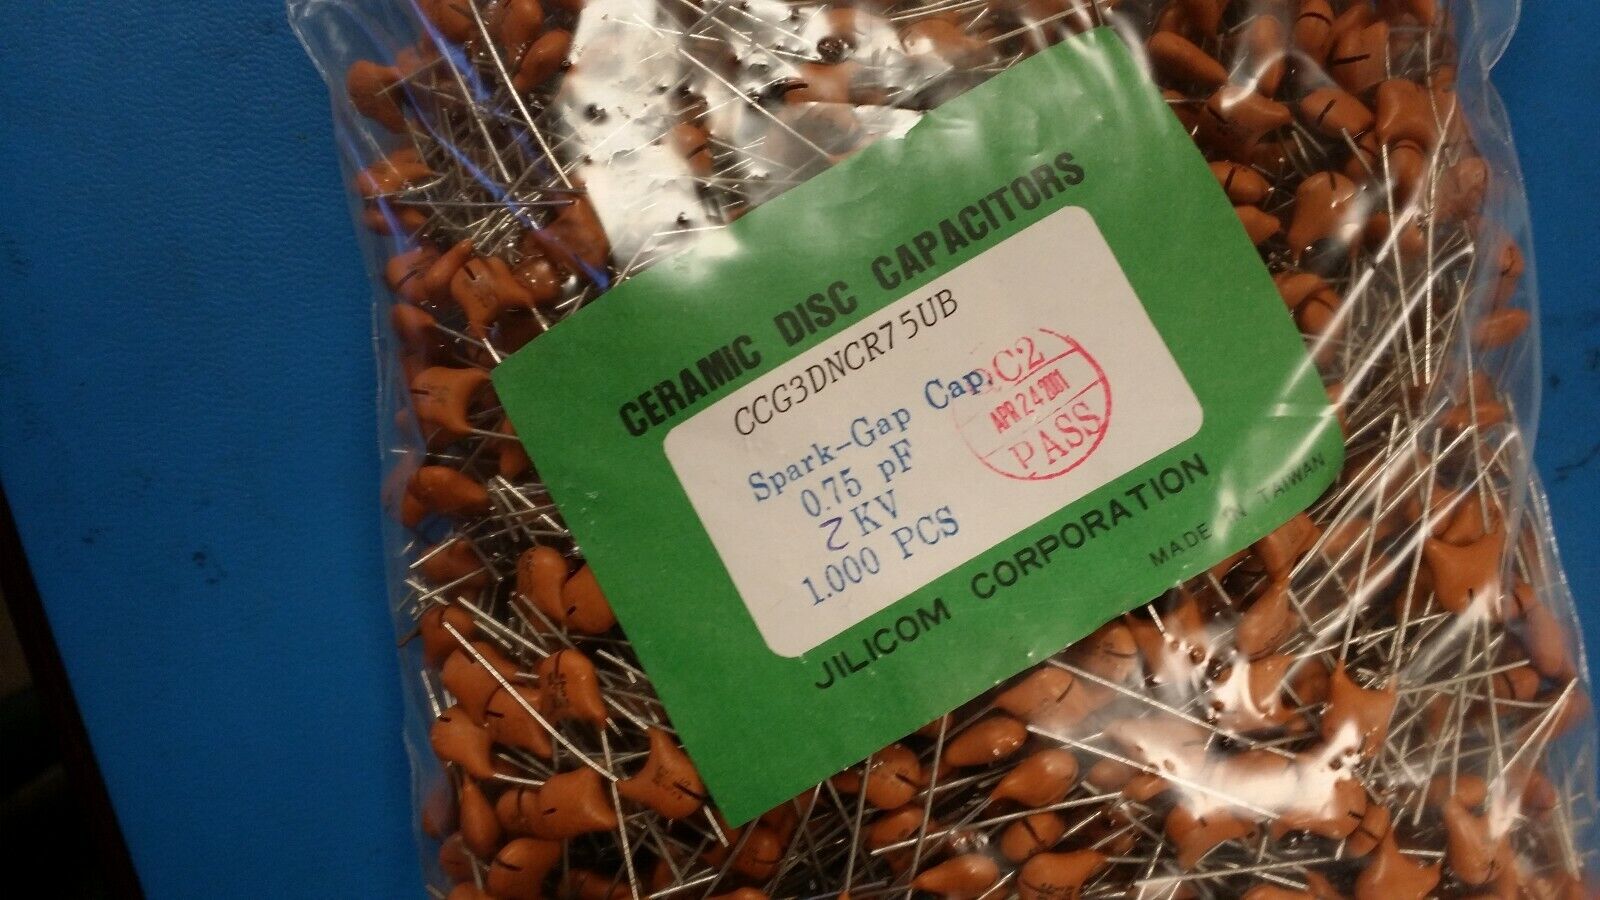 CERAMIC DISC CAPACITORS
CCG3DNCR75UB
Spark-Gap Cap.
0.75 pF
2 KV
1.000 PCS
QC2
APR 24 2001
PASS
JILICOM CORPORATION
MADE IN TAIWAN